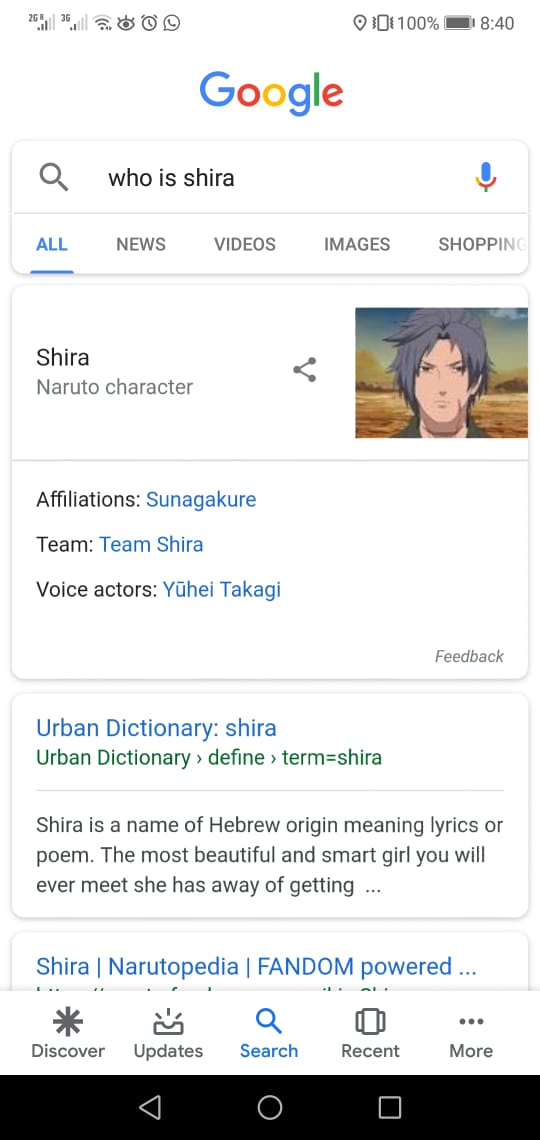 2G R 3G 100% 8:40
Google
who is shira
ALL NEWS VIDEOS IMAGES SHOPPING
Shira
Naruto character
Affiliations: Sunagakure
Team: Team Shira
Voice actors: Yūhei Takagi
Feedback
Urban Dictionary: shira
Urban Dictionary › define › term=shira
Shira is a name of Hebrew origin meaning lyrics or
poem. The most beautiful and smart girl you will
ever meet she has away of getting ...
Shira | Narutopedia | FANDOM powered ...
Discover Updates Search Recent More